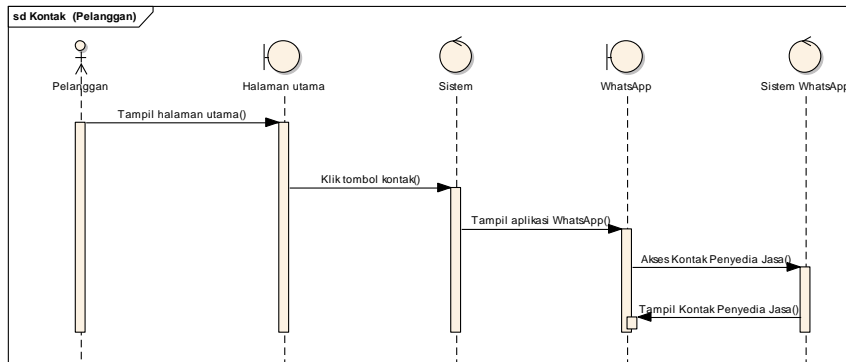 sd Kontak (Pelanggan)
Pelanggan
Halaman utama
Sistem
WhatsApp
Sistem WhatsApp
Tampil halaman utama()
Klik tombol kontak()
Tampil aplikasi WhatsApp()
Akses Kontak Penyedia Jasa()
Tampil Kontak Penyedia Jasa()